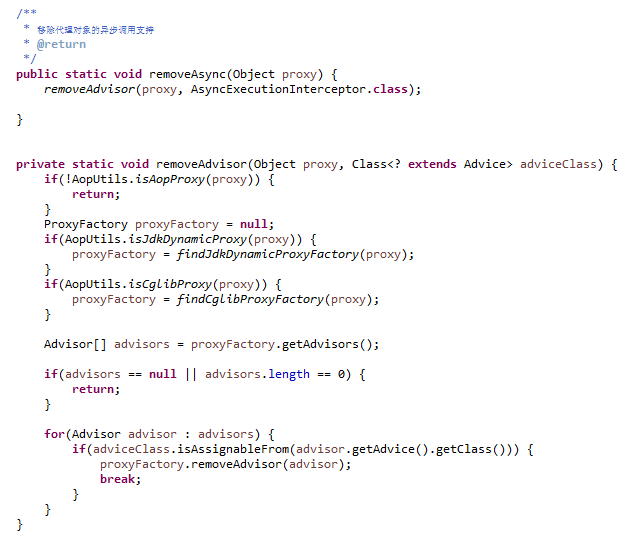 /**
 * 移除代理对象的异步调用支持
 * @return
 */
public static void removeAsync(Object proxy) {
    removeAdvisor(proxy, AsyncExecutionInterceptor.class);

}


private static void removeAdvisor(Object proxy, Class<? extends Advice> adviceClass) {
    if(!AopUtils.isAopProxy(proxy)) {
        return;
    }
    ProxyFactory proxyFactory = null;
    if(AopUtils.isJdkDynamicProxy(proxy)) {
        proxyFactory = findJdkDynamicProxyFactory(proxy);
    }
    if(AopUtils.isCglibProxy(proxy)) {
        proxyFactory = findCglibProxyFactory(proxy);
    }

    Advisor[] advisors = proxyFactory.getAdvisors();

    if(advisors == null || advisors.length == 0) {
        return;
    }

    for(Advisor advisor : advisors) {
        if(adviceClass.isAssignableFrom(advisor.getAdvice().getClass())) {
            proxyFactory.removeAdvisor(advisor);
            break;
        }
    }
}